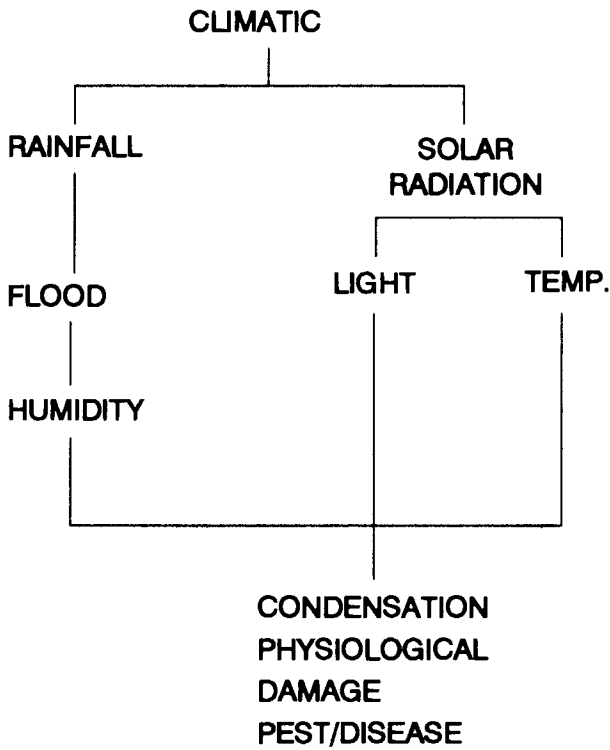 CLIMATIC
RAINFALL
SOLAR
RADIATION
FLOOD
LIGHT
TEMP.
HUMIDITY
CONDENSATION
PHYSIOLOGICAL
DAMAGE
PEST/DISEASE